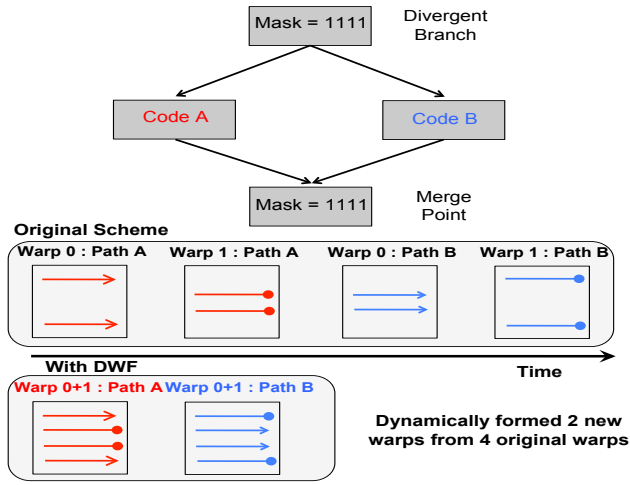 Mask = 1111
Divergent
Branch
Code A
Code B
Mask = 1111
Merge
Point
Original Scheme
Warp 0 : Path A
Warp 1 : Path A
Warp 0 : Path B
Warp 1 : Path B
With DWF
Time
Warp 0+1 : Path A
Warp 0+1 : Path B
Dynamically formed 2 new
warps from 4 original warps